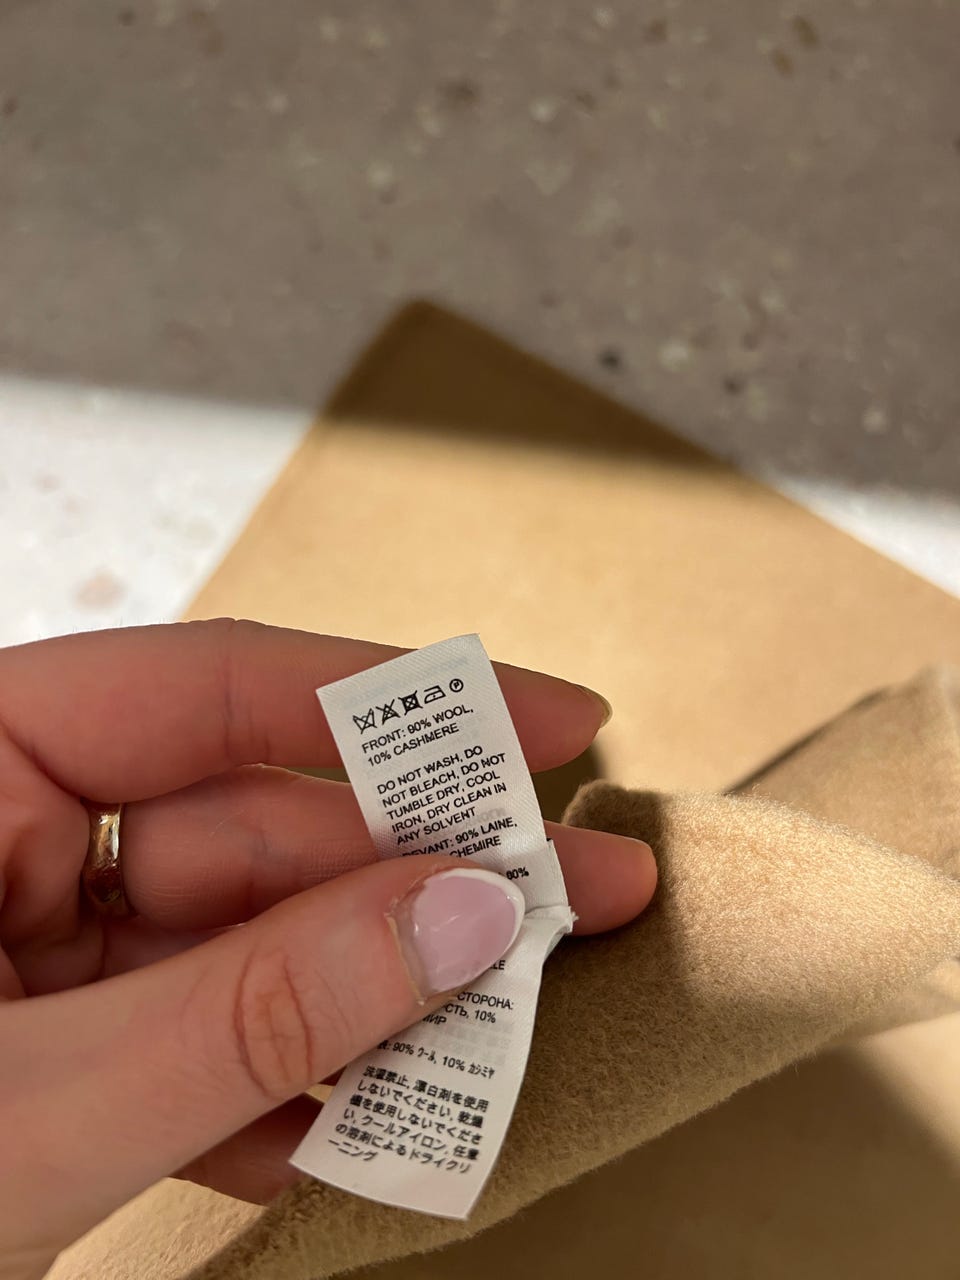 FRONT: 90% WOOL,
10% CASHMERE
DO NOT WASH, DO
NOT BLEACH, DO NOT
TUMBLE DRY, COOL
IRON, DRY CLEAN IN
ANY SOLVENT
DEVANT: 90% LAINE,
CHEMIRE
90%
LE
СТОРОНА:
СТЬ, 10%
МИР
表: 90% ウール, 10% カシミヤ
洗濯禁止, 漂白剤を使用
しないでください, 乾燥
機を使用しないでくださ
い, クールアイロン, 任意
の溶剤によるドライクリ
ーニング